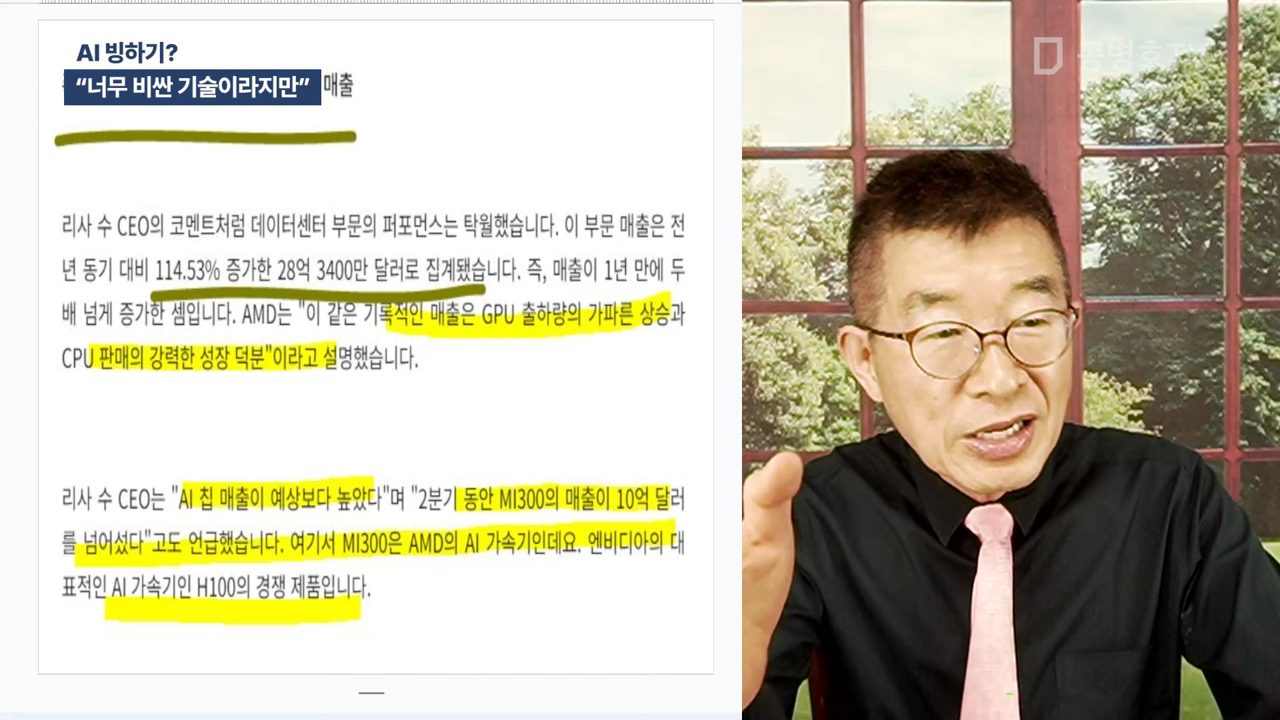 AI 빙하기?
“너무 비싼 기술이라지만” 매출
공병호TV
리사 수 CEO의 코멘트처럼 데이터센터 부문의 퍼포먼스는 탁월했습니다. 이 부문 매출은 전
년 동기 대비 114.53% 증가한 28억 3400만 달러로 집계됐습니다. 즉, 매출이 1년 만에 두
배 넘게 증가한 셈입니다. AMD는 "이 같은 기록적인 매출은 GPU 출하량의 가파른 상승과
CPU 판매의 강력한 성장 덕분"이라고 설명했습니다.
리사 수 CEO는 "AI 칩 매출이 예상보다 높았다"며 "2분기 동안 MI300의 매출이 10억 달러
를 넘어섰다"고도 언급했습니다. 여기서 MI300은 AMD의 AI 가속기인데요. 엔비디아의 대
표적인 AI 가속기인 H100의 경쟁 제품입니다.